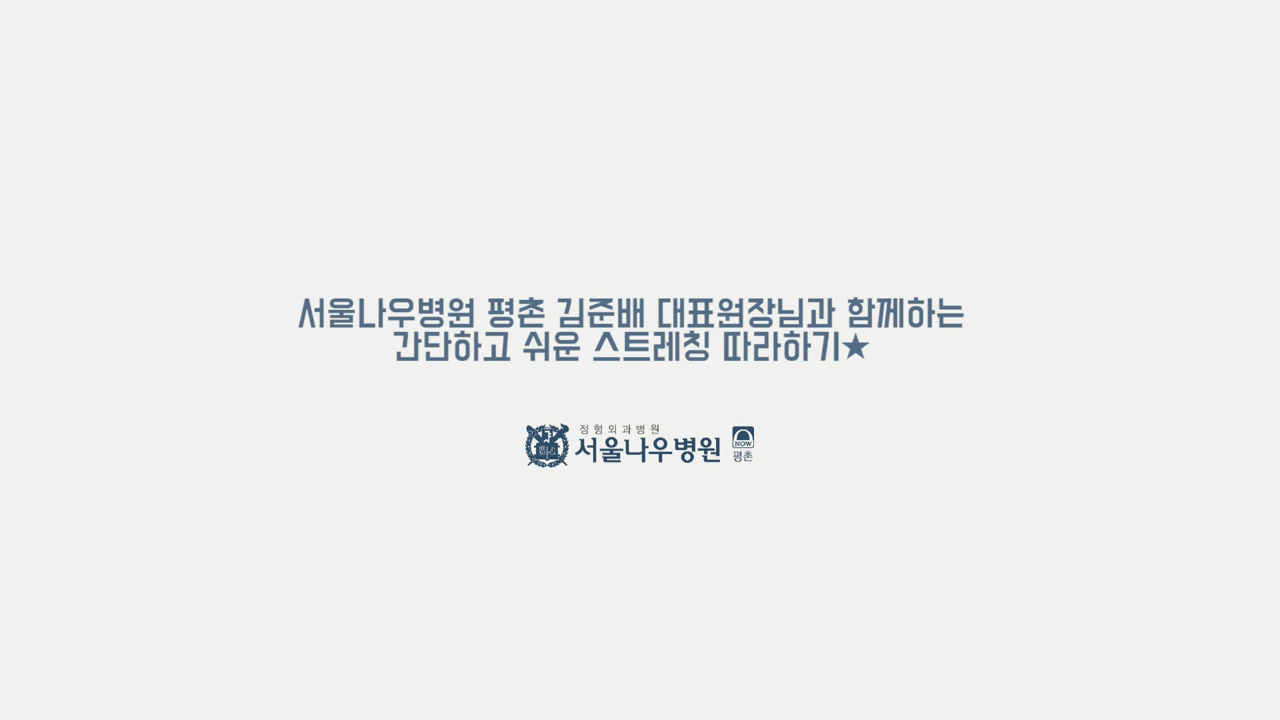 서울나우병원 평촌 김준배 대표원장님과 함께하는
간단하고 쉬운 스트레칭 따라하기★
정형외과병원
서울나우병원
NOW
평촌